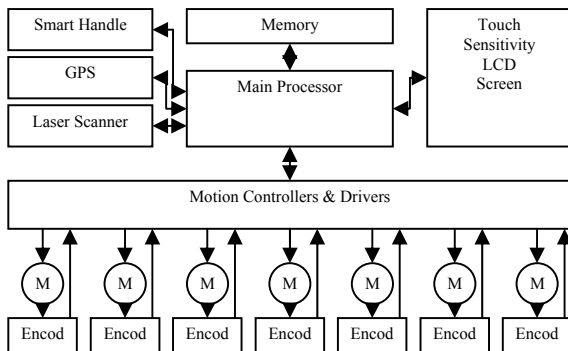 Smart Handle
GPS
Laser Scanner
Memory
Main Processor
Touch
Sensitivity
LCD
Screen
Motion Controllers & Drivers
M M M M M M M
Encod Encod Encod Encod Encod Encod Encod